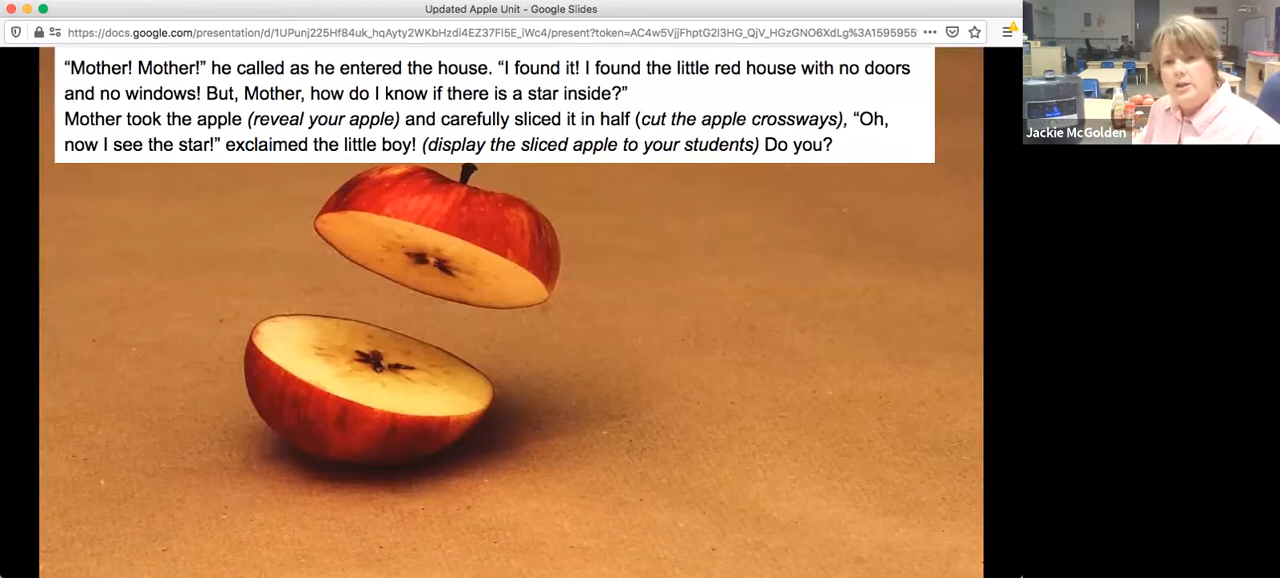 Updated Apple Unit - Google Slides
https://docs.google.com/presentation/d/1UPunj225Hf84uk_hqAyty2WKbHzdi4EZ37FI5E_iWc4/present?token=AC4w5VjjFhptG2l3HG_QjV_HGzGNO6XdLg%3A1595955
“Mother! Mother!” he called as he entered the house. “I found it! I found the little red house with no doors
and no windows! But, Mother, how do I know if there is a star inside?”
Mother took the apple (reveal your apple) and carefully sliced it in half (cut the apple crossways), “Oh,
now I see the star!” exclaimed the little boy! (display the sliced apple to your students) Do you?
Jackie McGolden